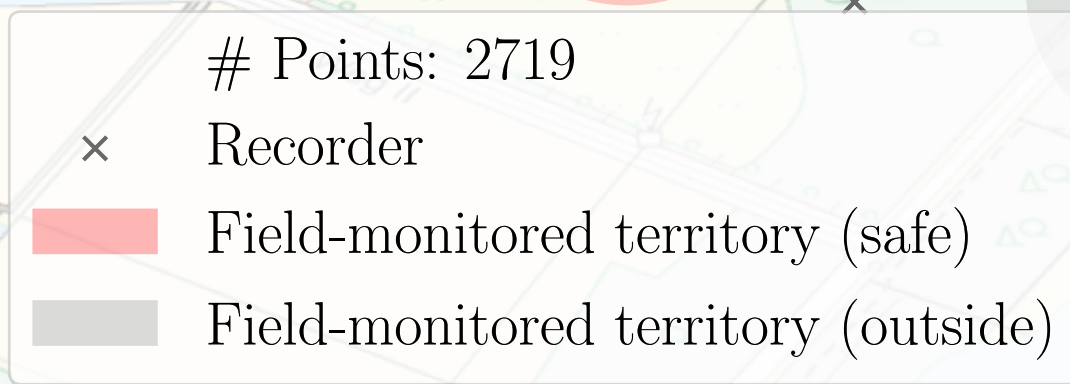 # Points: 2719
Recorder
Field-monitored territory (safe)
Field-monitored territory (outside)